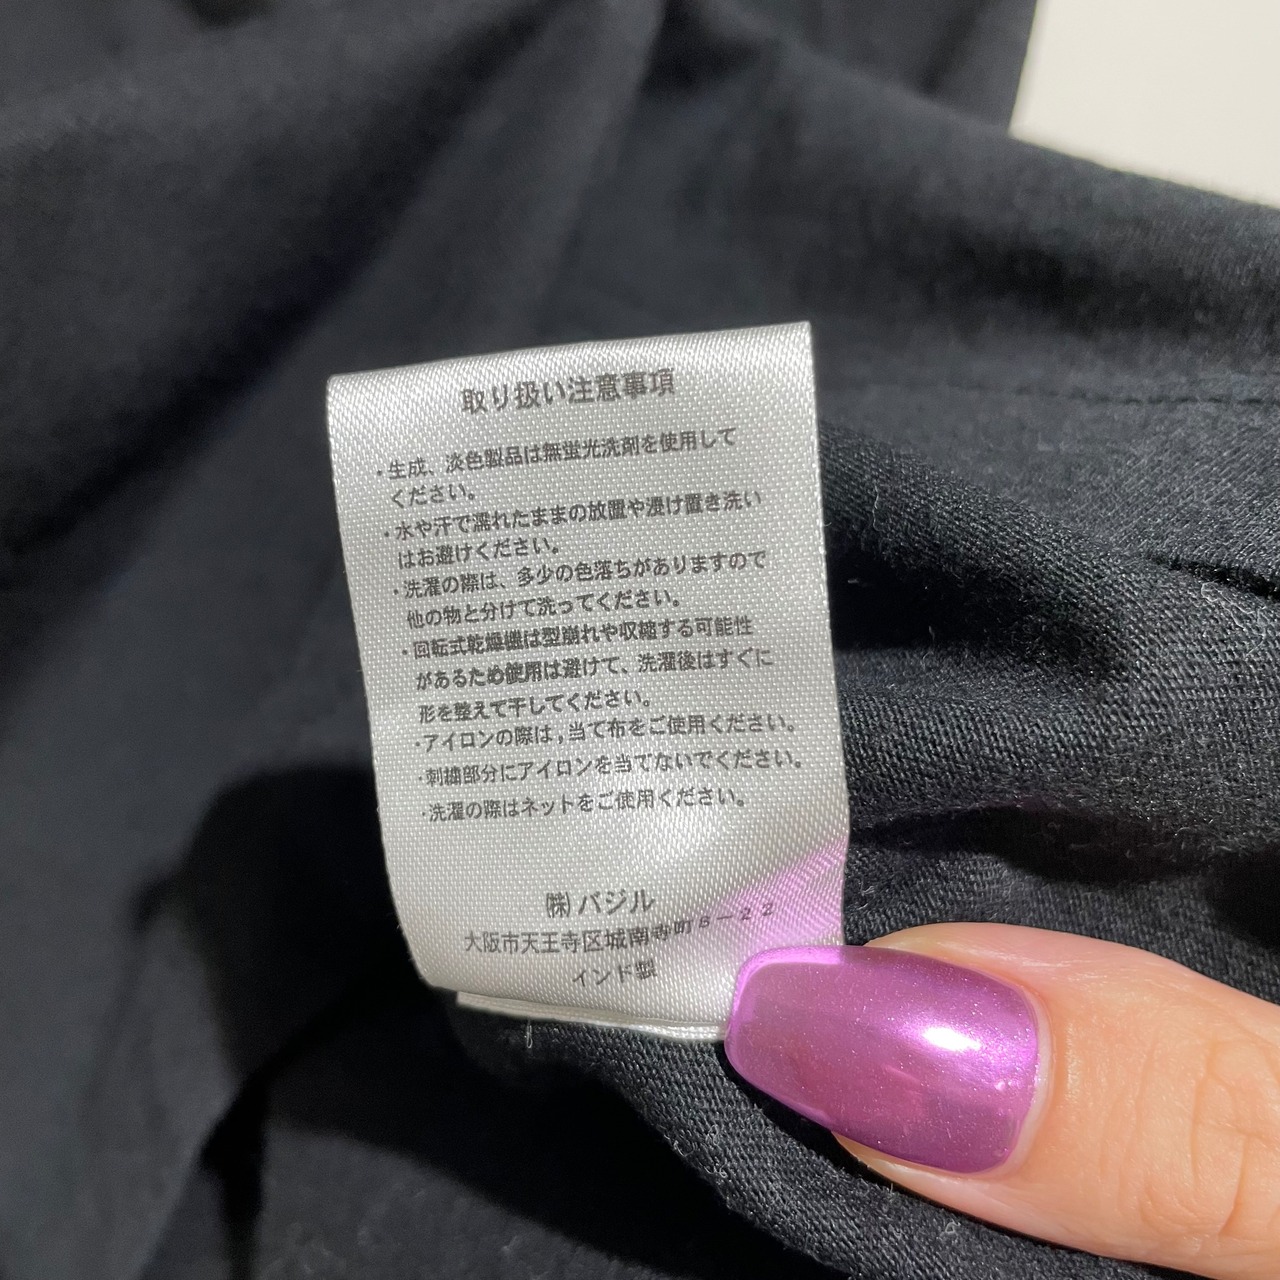 取り扱い注意事項
・生成、淡色製品は無蛍光洗剤を使用して
ください。
・水や汗で濡れたままの放置や浸け置き洗い
はお避けください。
・洗濯の際は、多少の色落ちがありますので
他の物と分けて洗ってください。
・回転式乾燥機は型崩れや収縮する可能性
があるため使用は避けて、洗濯後はすぐに
形を整えて干してください。
・アイロンの際は,当て布をご使用ください。
・刺繍部分にアイロンを当てないでください。
・洗濯の際はネットをご使用ください。
㈱バジル
大阪市天王寺区城南寺町8-22
インド製